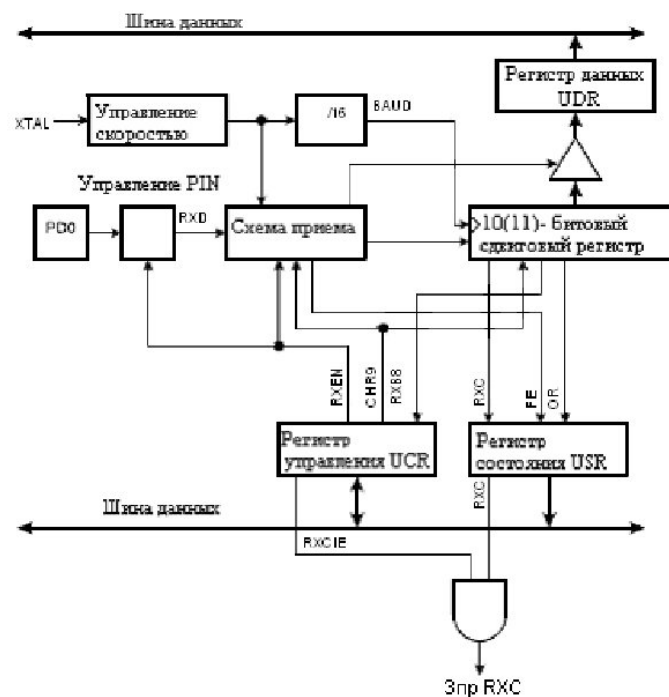 Шина данных
Регистр данных
UDR
XTAL
Управление
скоростью
/16
BAUD
Управление PIN
PD0
RXD
Схема приема
10(11)- битовый
сдвиговый регистр
RXEN
CHR9
RXB8
RXC
FE
OR
Регистр
управления UCR
Регистр
состояния USR
RXC
Шина данных
RXCIE
Зпр RXC